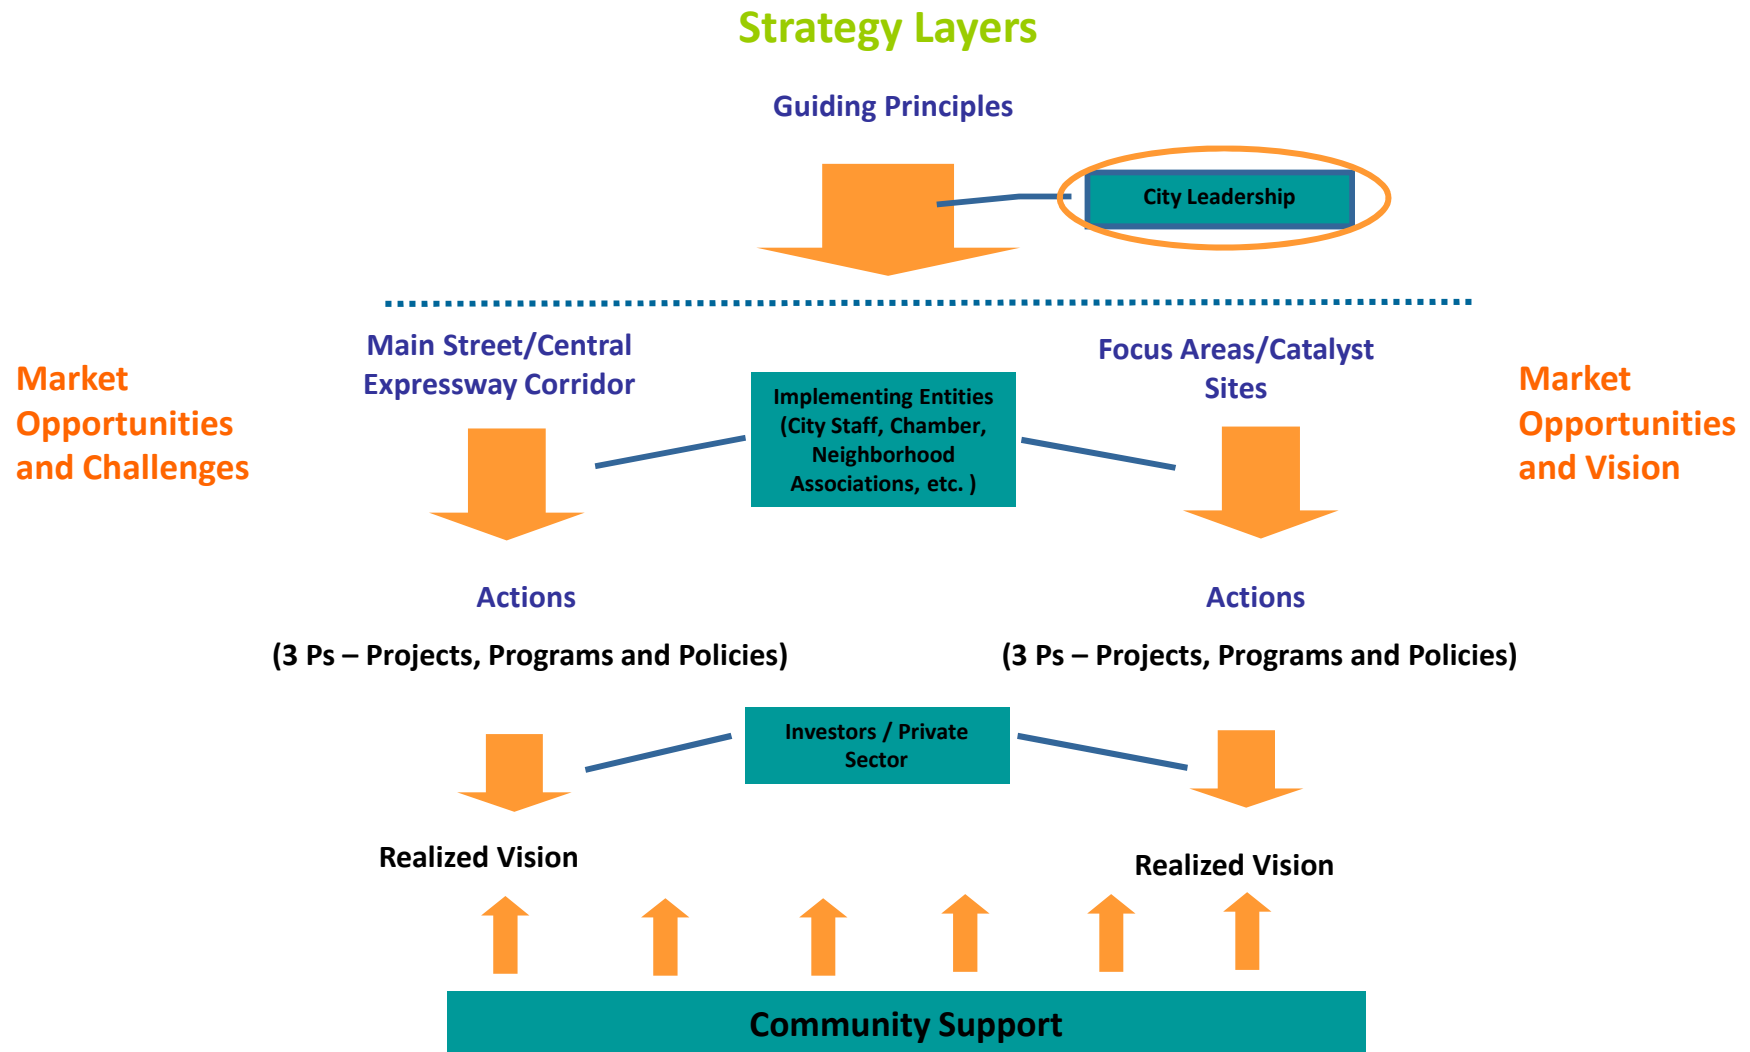 Strategy Layers
Guiding Principles
City Leadership
Main Street/Central
Expressway Corridor
Focus Areas/Catalyst
Sites
Market
Opportunities
and Challenges
Implementing Entities
(City Staff, Chamber,
Neighborhood
Associations, etc. )
Market
Opportunities
and Vision
Actions
Actions
(3 Ps – Projects, Programs and Policies)
(3 Ps – Projects, Programs and Policies)
Investors / Private
Sector
Realized Vision
Realized Vision
Community Support